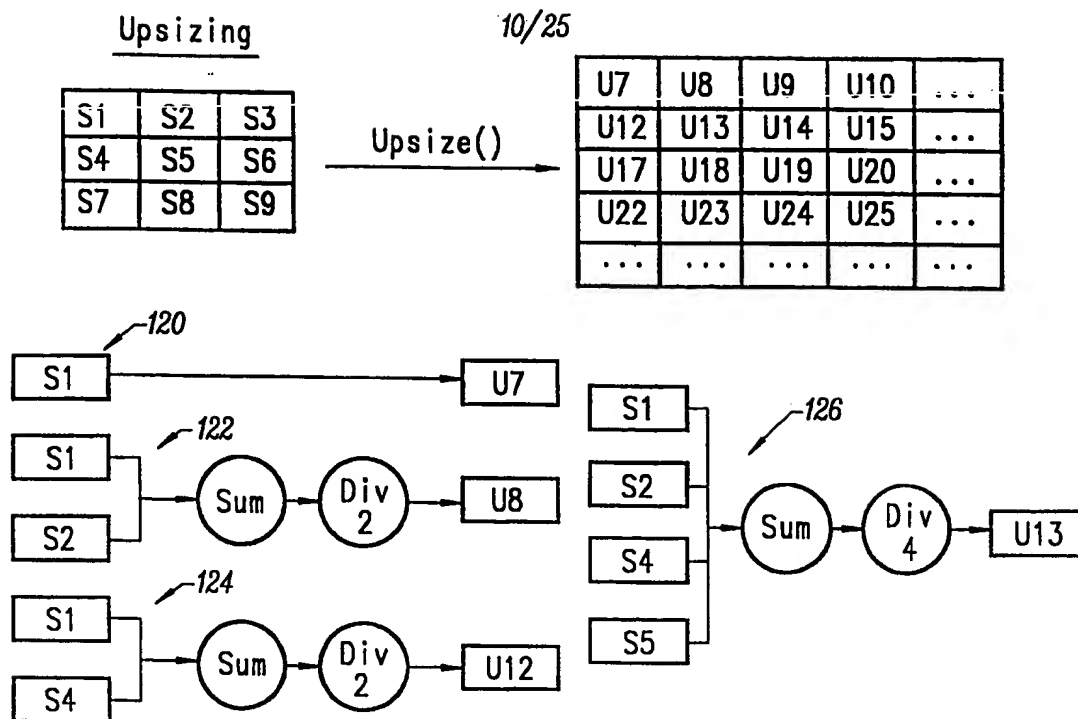 Upsizing
10/25
S1 S2 S3
S4 S5 S6
S7 S8 S9
Upsize()
U7 U8 U9 U10 ...
U12 U13 U14 U15 ...
U17 U18 U19 U20 ...
U22 U23 U24 U25 ...
... ... ... ... ...
120
S1 U7
122
S1
S2
Sum
Div 2
U8
124
S1
S4
Sum
Div 2
U12
126
S1
S2
S4
S5
Sum
Div 4
U13